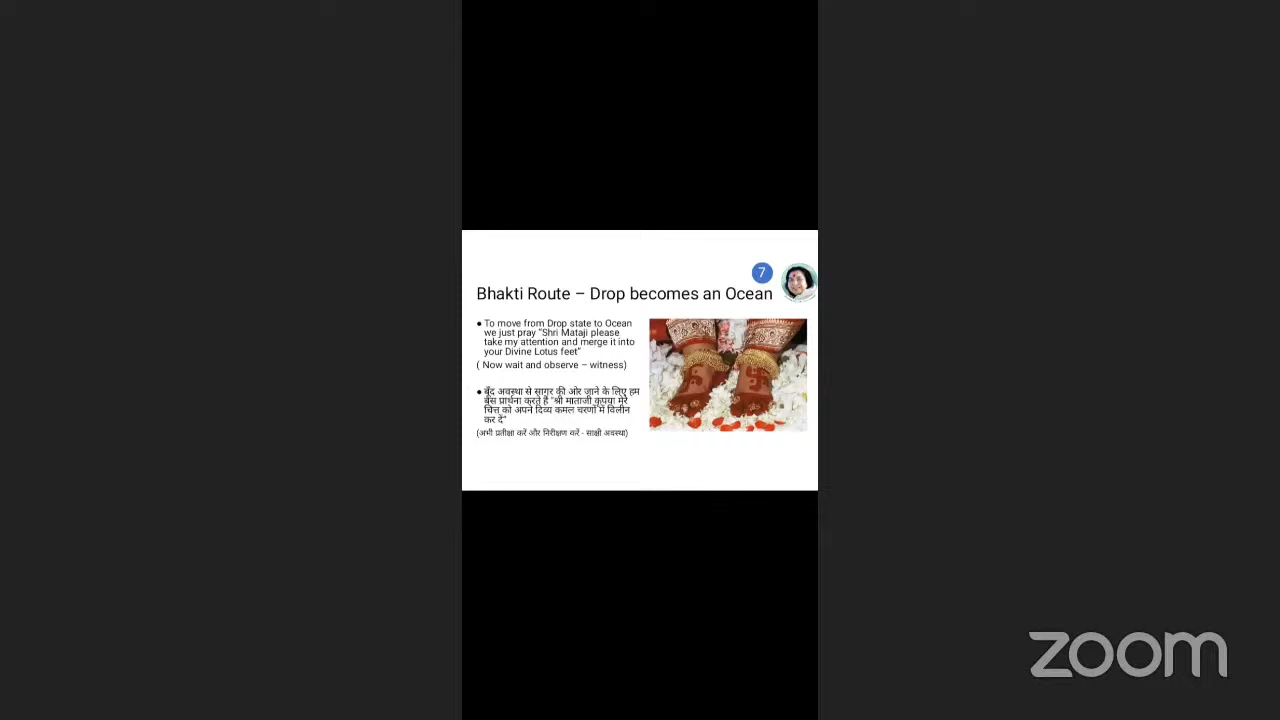 7
Bhakti Route – Drop becomes an Ocean
● To move from Drop state to Ocean
we just pray “Shri Mataji please
take my attention and merge it into
your Divine Lotus feet”
( Now wait and observe – witness)
● बूँद अवस्था से सागर की ओर जाने के लिए हम
बस प्रार्थना करते हैं "श्री माताजी कृपया मेरे
चित्त को अपने दिव्य कमल चरणों में विलीन
कर दें"
(अभी प्रतीक्षा करें और निरीक्षण करें - साक्षी अवस्था)
zoom